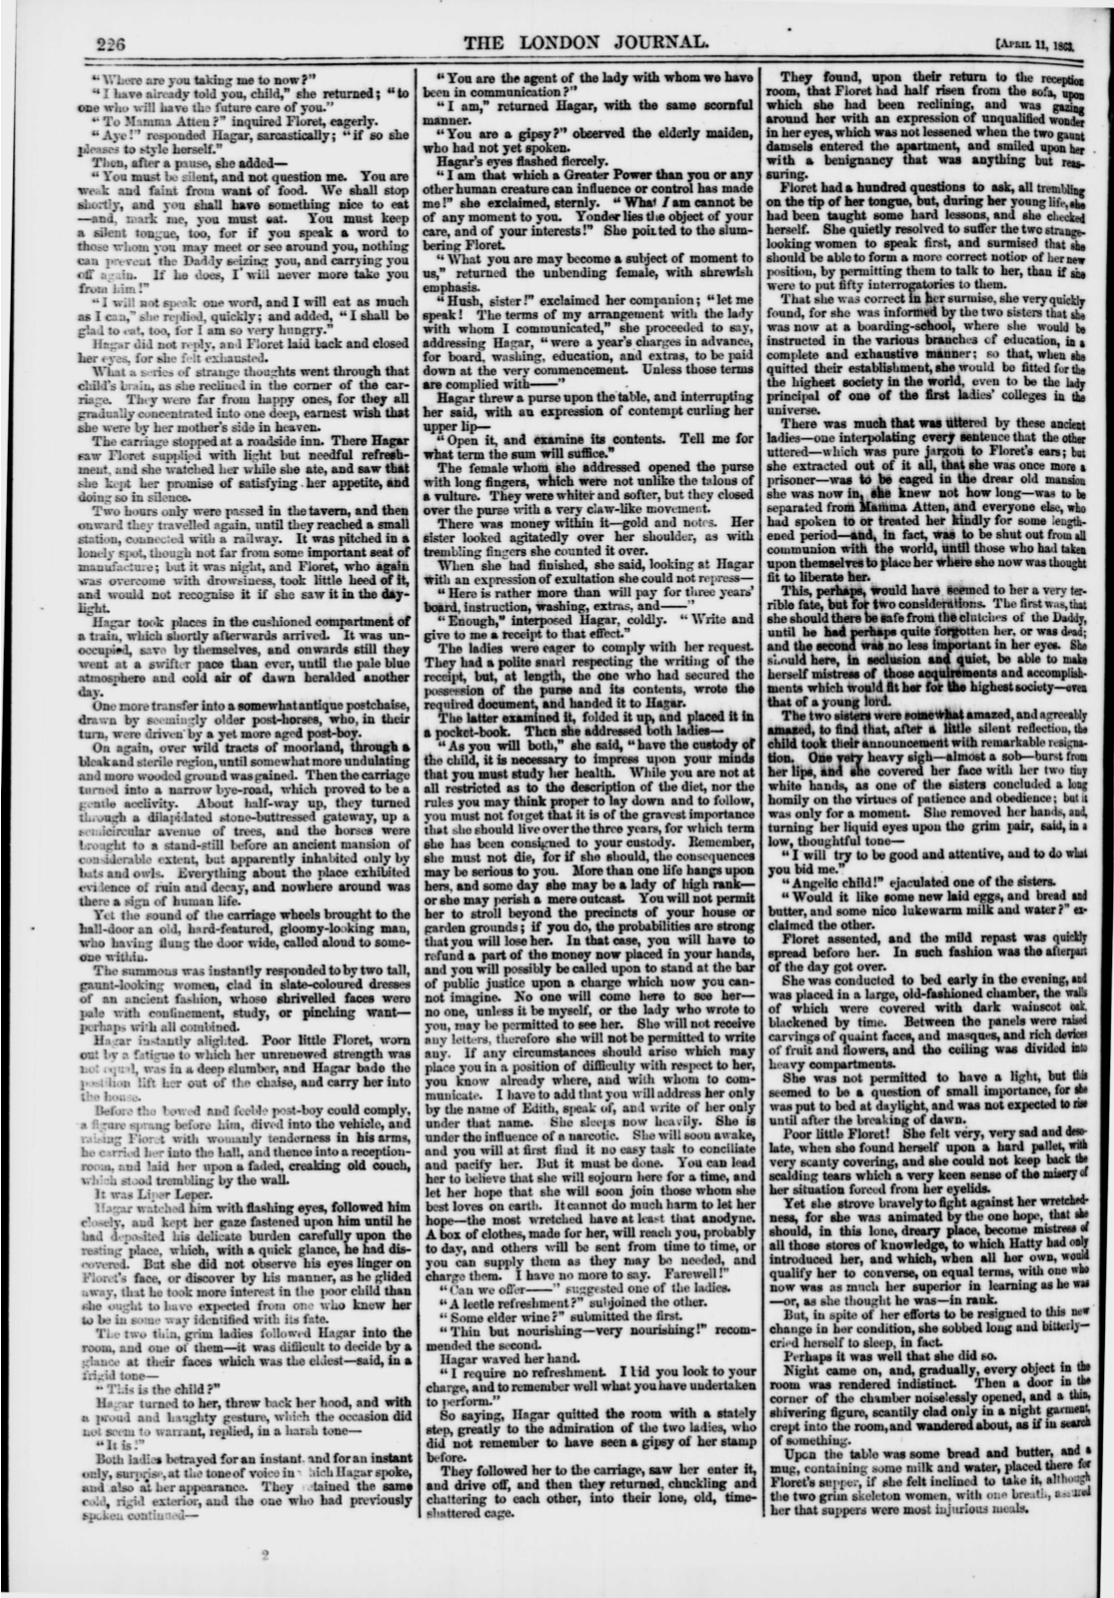 226
THE LONDON JOURNAL.
[APRIL 11, 1863.
"Where are you taking me to now?"
"I have already told you, child," she returned; "to
one who will have the future care of you."
"To Mamma Atten?" inquired Floret, eagerly.
"Aye!" responded Hagar, sarcastically; "if so she
pleases to style herself."
Then, after a pause, she added—
"You must be silent, and not question me. You are
weak and faint from want of food. We shall stop
shortly, and you shall have something nice to eat
—and, mark me, you must eat. You must keep
a silent tongue, too, for if you speak a word to
those whom you may meet or see around you, nothing
can prevent the Daddy seizing you, and carrying you
off again. If he does, I will never more take you
from him!"
"I will not speak one word, and I will eat as much
as I can," she replied, quickly; and added, "I shall be
glad to eat, too, for I am so very hungry."
Hagar did not reply, and Floret laid back and closed
her eyes, for she felt exhausted.
What a series of strange thoughts went through that
child's brain, as she reclined in the corner of the car-
riage. They were far from happy ones, for they all
gradually concentrated into one deep, earnest wish that
she were by her mother's side in heaven.
The carriage stopped at a roadside inn. There Hagar
saw Floret supplied with light but needful refresh-
ment, and she watched her while she ate, and saw that
she kept her promise of satisfying her appetite, and
doing so in silence.
Two hours only were passed in the tavern, and then
onward they travelled again, until they reached a small
station, connected with a railway. It was pitched in a
lonely spot, though not far from some important seat of
manufacture; but it was night, and Floret, who again
was overcome with drowsiness, took little heed of it,
and would not recognise it if she saw it in the day-
light.
Hagar took places in the cushioned compartment of
a train, which shortly afterwards arrived. It was un-
occupied, save by themselves, and onwards still they
went at a swifter pace than ever, until the pale blue
atmosphere and cold air of dawn heralded another
day.
One more transfer into a somewhat antique postchaise,
drawn by seemingly older post-horses, who, in their
turn, were driven by a yet more aged post-boy.
On again, over wild tracts of moorland, through a
bleak and sterile region, until somewhat more undulating
and more wooded ground was gained. Then the carriage
turned into a narrow bye-road, which proved to be a
gentle acclivity. About half-way up, they turned
through a dilapidated stone-buttressed gateway, up a
semicircular avenue of trees, and the horses were
brought to a stand-still before an ancient mansion of
considerable extent, but apparently inhabited only by
bats and owls. Everything about the place exhibited
evidence of ruin and decay, and nowhere around was
there a sign of human life.
Yet the sound of the carriage wheels brought to the
hall-door an old, hard-featured, gloomy-looking man,
who having flung the door wide, called aloud to some-
one within.
The summons was instantly responded to by two tall,
gaunt-looking women, clad in slate-coloured dresses
of an ancient fashion, whose shrivelled faces were
pale with confinement, study, or pinching want—
perhaps with all combined.
Hagar instantly alighted. Poor little Floret, worn
out by a fatigue to which her unrenewed strength was
not equal, was in a deep slumber, and Hagar bade the
postilion lift her out of the chaise, and carry her into
the house.
Before the bowed and feeble post-boy could comply,
a figure sprang before him, dived into the vehicle, and
raising Floret with womanly tenderness in his arms,
he carried her into the hall, and thence into a reception-
room, and laid her upon a faded, creaking old couch,
which stood trembling by the wall.
It was Liper Leper.
Hagar watched him with flashing eyes, followed him
closely, and kept her gaze fastened upon him until he
had deposited his delicate burden carefully upon the
resting place, which, with a quick glance, he had dis-
covered. But she did not observe his eyes linger on
Floret's face, or discover by his manner, as he glided
away, that he took more interest in the poor child than
she ought to have expected from one who knew her
to be in some way identified with its fate.
The two thin, grim ladies followed Hagar into the
room, and one of them—it was difficult to decide by a
glance at their faces which was the eldest—said, in a
frigid tone—
"This is the child?"
Hagar turned to her, threw back her hood, and with
a proud and haughty gesture, which the occasion did
not seem to warrant, replied, in a harsh tone—
"It is!"
Both ladies betrayed for an instant, and for an instant
only, surprise, at the tone of voice in hich Hagar spoke,
and also at her appearance. They tained the same
cold, rigid exterior, and the one who had previously
spoken continued—
2
"You are the agent of the lady with whom we have
been in communication?"
"I am," returned Hagar, with the same scornful
manner.
"You are a gipsy?" observed the elderly maiden,
who had not yet spoken.
Hagar's eyes flashed fiercely.
"I am that which a Greater Power than you or any
other human creature can influence or control has made
me!" she exclaimed, sternly. "What I am cannot be
of any moment to you. Yonder lies the object of your
care, and of your interests!" She pointed to the slum-
bering Floret.
"What you are may become a subject of moment to
us," returned the unbending female, with shrewish
emphasis.
"Hush, sister!" exclaimed her companion; "let me
speak! The terms of my arrangement with the lady
with whom I communicated," she proceeded to say,
addressing Hagar, "were a year's charges in advance,
for board, washing, education, and extras, to be paid
down at the very commencement. Unless those terms
are complied with——"
Hagar threw a purse upon the table, and interrupting
her said, with an expression of contempt curling her
upper lip—
"Open it, and examine its contents. Tell me for
what term the sum will suffice."
The female whom she addressed opened the purse
with long fingers, which were not unlike the talons of
a vulture. They were whiter and softer, but they closed
over the purse with a very claw-like movement.
There was money within it—gold and notes. Her
sister looked agitatedly over her shoulder, as with
trembling fingers she counted it over.
When she had finished, she said, looking at Hagar
with an expression of exultation she could not repress—
"Here is rather more than will pay for three years'
board, instruction, washing, extras, and——"
"Enough," interposed Hagar, coldly. "Write and
give to me a receipt to that effect."
The ladies were eager to comply with her request.
They had a polite snarl respecting the writing of the
receipt, but, at length, the one who had secured the
possession of the purse and its contents, wrote the
required document, and handed it to Hagar.
The latter examined it, folded it up, and placed it in
a pocket-book. Then she addressed both ladies—
"As you will both," she said, "have the custody of
the child, it is necessary to impress upon your minds
that you must study her health. While you are not at
all restricted as to the description of the diet, nor the
rules you may think proper to lay down and to follow,
you must not forget that it is of the gravest importance
that she should live over the three years, for which term
she has been consigned to your custody. Remember,
she must not die, for if she should, the consequences
may be serious to you. More than one life hangs upon
hers, and some day she may be a lady of high rank—
or she may perish a mere outcast. You will not permit
her to stroll beyond the precincts of your house or
garden grounds; if you do, the probabilities are strong
that you will lose her. In that case, you will have to
refund a part of the money now placed in your hands,
and you will possibly be called upon to stand at the bar
of public justice upon a charge which now you can-
not imagine. No one will come here to see her—
no one, unless it be myself, or the lady who wrote to
you, may be permitted to see her. She will not receive
any letters, therefore she will not be permitted to write
any. If any circumstances should arise which may
place you in a position of difficulty with respect to her,
you know already where, and with whom to com-
municate. I have to add that you will address her only
by the name of Edith, speak of, and write of her only
under that name. She sleeps now heavily. She is
under the influence of a narcotic. She will soon awake,
and you will at first find it no easy task to conciliate
and pacify her. But it must be done. You can lead
her to believe that she will sojourn here for a time, and
let her hope that she will soon join those whom she
best loves on earth. It cannot do much harm to let her
hope—the most wretched have at least that anodyne.
A box of clothes, made for her, will reach you, probably
to day, and others will be sent from time to time, or
you can supply them as they may be needed, and
charge them. I have no more to say. Farewell!"
"Can we offer——" suggested one of the ladies.
"A leetle refreshment?" subjoined the other.
"Some elder wine?" submitted the first.
"Thin but nourishing—very nourishing!" recom-
mended the second.
Hagar waved her hand.
"I require no refreshment. I bid you look to your
charge, and to remember well what you have undertaken
to perform."
So saying, Hagar quitted the room with a stately
step, greatly to the admiration of the two ladies, who
did not remember to have seen a gipsy of her stamp
before.
They followed her to the carriage, saw her enter it,
and drive off, and then they returned, chuckling and
chattering to each other, into their lone, old, time-
shattered cage.
They found, upon their return to the reception
room, that Floret had half risen from the sofa, upon
which she had been reclining, and was gazing
around her with an expression of unqualified wonder
in her eyes, which was not lessened when the two gaunt
damsels entered the apartment, and smiled upon her
with a benignancy that was anything but reas-
suring.
Floret had a hundred questions to ask, all trembling
on the tip of her tongue, but, during her young life, she
had been taught some hard lessons, and she checked
herself. She quietly resolved to suffer the two strange-
looking women to speak first, and surmised that she
should be able to form a more correct notion of her new
position, by permitting them to talk to her, than if she
were to put fifty interrogatories to them.
That she was correct in her surmise, she very quickly
found, for she was informed by the two sisters that she
was now at a boarding-school, where she would be
instructed in the various branches of education, in a
complete and exhaustive manner; so that, when she
quitted their establishment, she would be fitted for the
the highest society in the world, even to be the lady
principal of one of the first ladies' colleges in the
universe.
There was much that was uttered by these ancient
ladies—one interpolating every sentence that the other
uttered—which was pure jargon to Floret's ears; but
she extracted out of it all, that she was once more a
prisoner—was to be caged in the drear old mansion
she was now in, she knew not how long—was to be
separated from Mamma Atten, and everyone else, who
had spoken to or treated her kindly for some length-
ened period—and, in fact, was to be shut out from all
communion with the world, until those who had taken
upon themselves to place her where she now was thought
fit to liberate her.
This, perhaps, would have seemed to her a very ter-
rible fate, but for two considerations. The first was, that
she should there be safe from the clutches of the Daddy,
until he had perhaps quite forgotten her, or was dead;
and the second was no less important in her eyes. She
should here, in seclusion and quiet, be able to make
herself mistress of those acquirements and accomplish-
ments which would fit her for the highest society—even
that of a young lord.
The two sisters were somewhat amazed, and agreeably
amazed, to find that, after a little silent reflection, the
child took their announcement with remarkable resigna-
tion. One very heavy sigh—almost a sob—burst from
her lips, and she covered her face with her two tiny
white hands, as one of the sisters concluded a long
homily on the virtues of patience and obedience; but it
was only for a moment. She removed her hands, and,
turning her liquid eyes upon the grim pair, said, in a
low, thoughtful tone—
"I will try to be good and attentive, and to do what
you bid me."
"Angelic child!" ejaculated one of the sisters.
"Would it like some new laid eggs, and bread and
butter, and some nice lukewarm milk and water?" ex-
claimed the other.
Floret assented, and the mild repast was quickly
spread before her. In such fashion was the afterpart
of the day got over.
She was conducted to bed early in the evening, and
was placed in a large, old-fashioned chamber, the walls
of which were covered with dark wainscot oak,
blackened by time. Between the panels were raised
carvings of quaint faces, and masques, and rich devices
of fruit and flowers, and the ceiling was divided into
heavy compartments.
She was not permitted to have a light, but this
seemed to be a question of small importance, for she
was put to bed at daylight, and was not expected to rise
until after the breaking of dawn.
Poor little Floret! She felt very, very sad and deso-
late, when she found herself upon a hard pallet, with
very scanty covering, and she could not keep back the
scalding tears which a very keen sense of the misery of
her situation forced from her eyelids.
Yet she strove bravely to fight against her wretched-
ness, for she was animated by the one hope, that she
should, in this lone, dreary place, become mistress of
all those stores of knowledge, to which Hatty had only
introduced her, and which, when all her own, would
qualify her to converse, on equal terms, with one who
now was as much her superior in learning as he was
—or, as she thought he was—in rank.
But, in spite of her efforts to be resigned to this new
change in her condition, she sobbed long and bitterly—
cried herself to sleep, in fact.
Perhaps it was well that she did so.
Night came on, and, gradually, every object in the
room was rendered indistinct. Then a door in the
corner of the chamber noiselessly opened, and a thin,
shivering figure, scantily clad only in a night garment,
crept into the room, and wandered about, as if in search
of something.
Upon the table was some bread and butter, and a
mug, containing some milk and water, placed there for
Floret's supper, if she felt inclined to take it, although
the two grim skeleton women, with one breath, assured
her that suppers were most injurious meals.